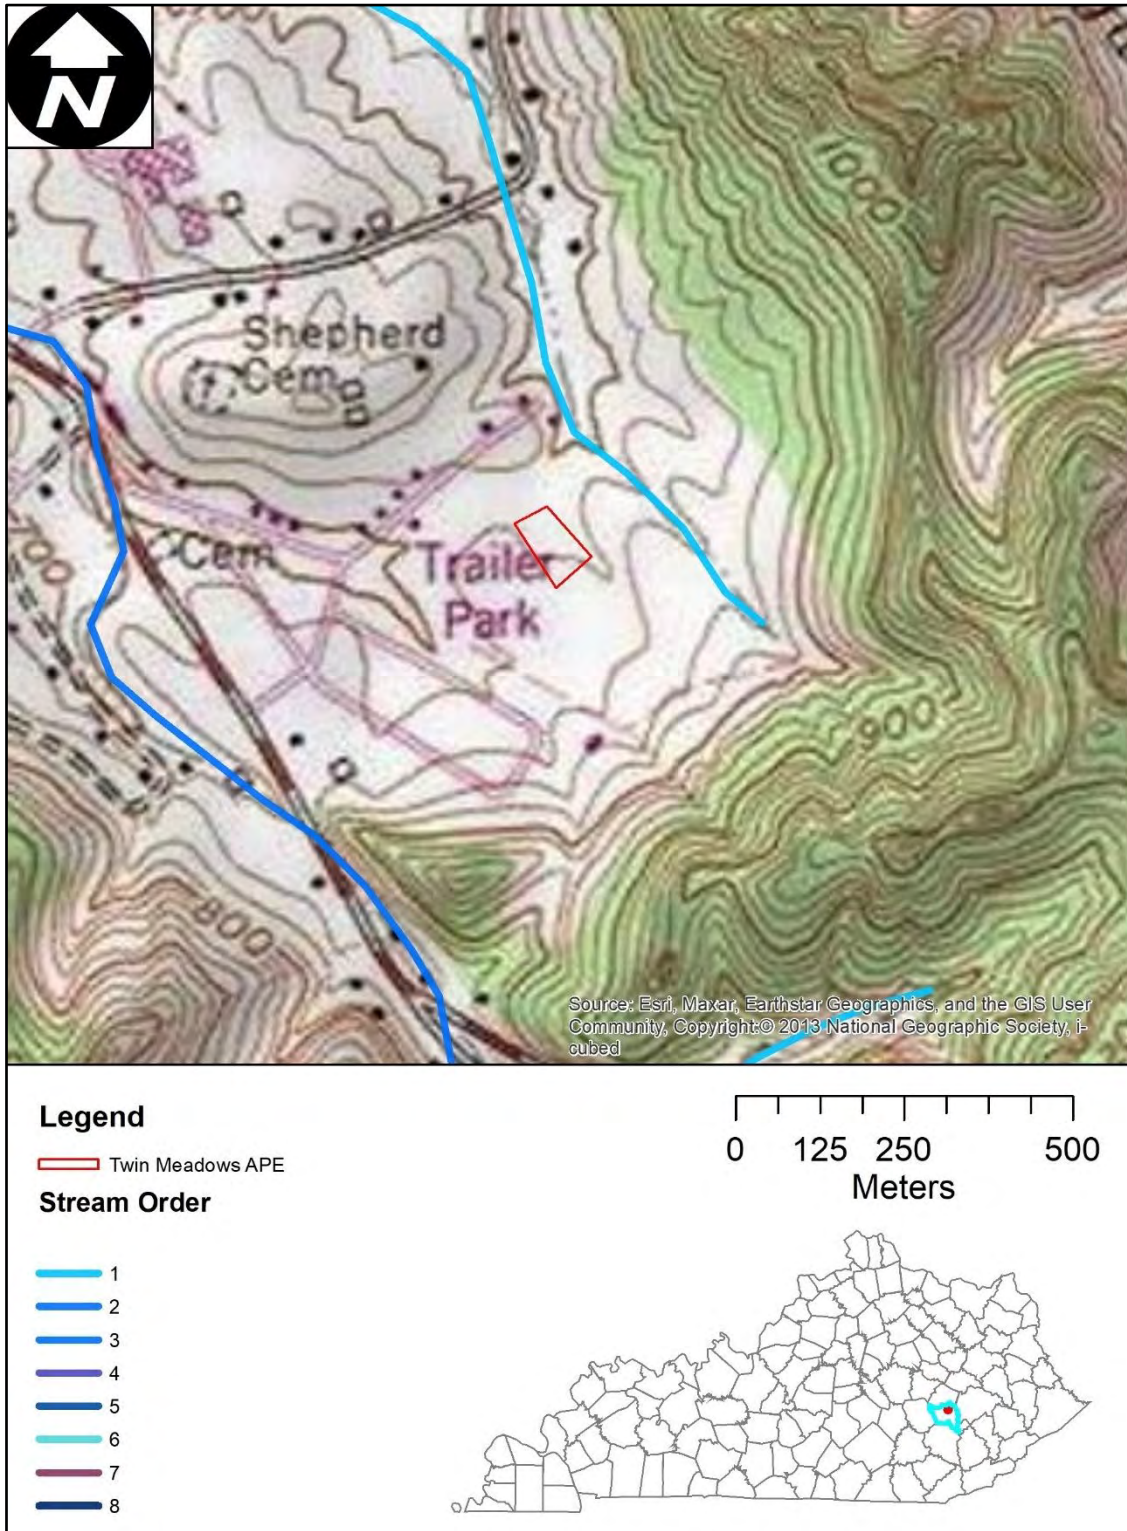 N
1000
Shepherd
Cem
Cem
Trailer
Park
900
800
Source: Esri, Maxar, Earthstar Geographics, and the GIS User
Community, Copyright:© 2013 National Geographic Society, i-
cubed
Legend
Twin Meadows APE
Stream Order
1
2
3
4
5
6
7
8
0 125 250 500
Meters